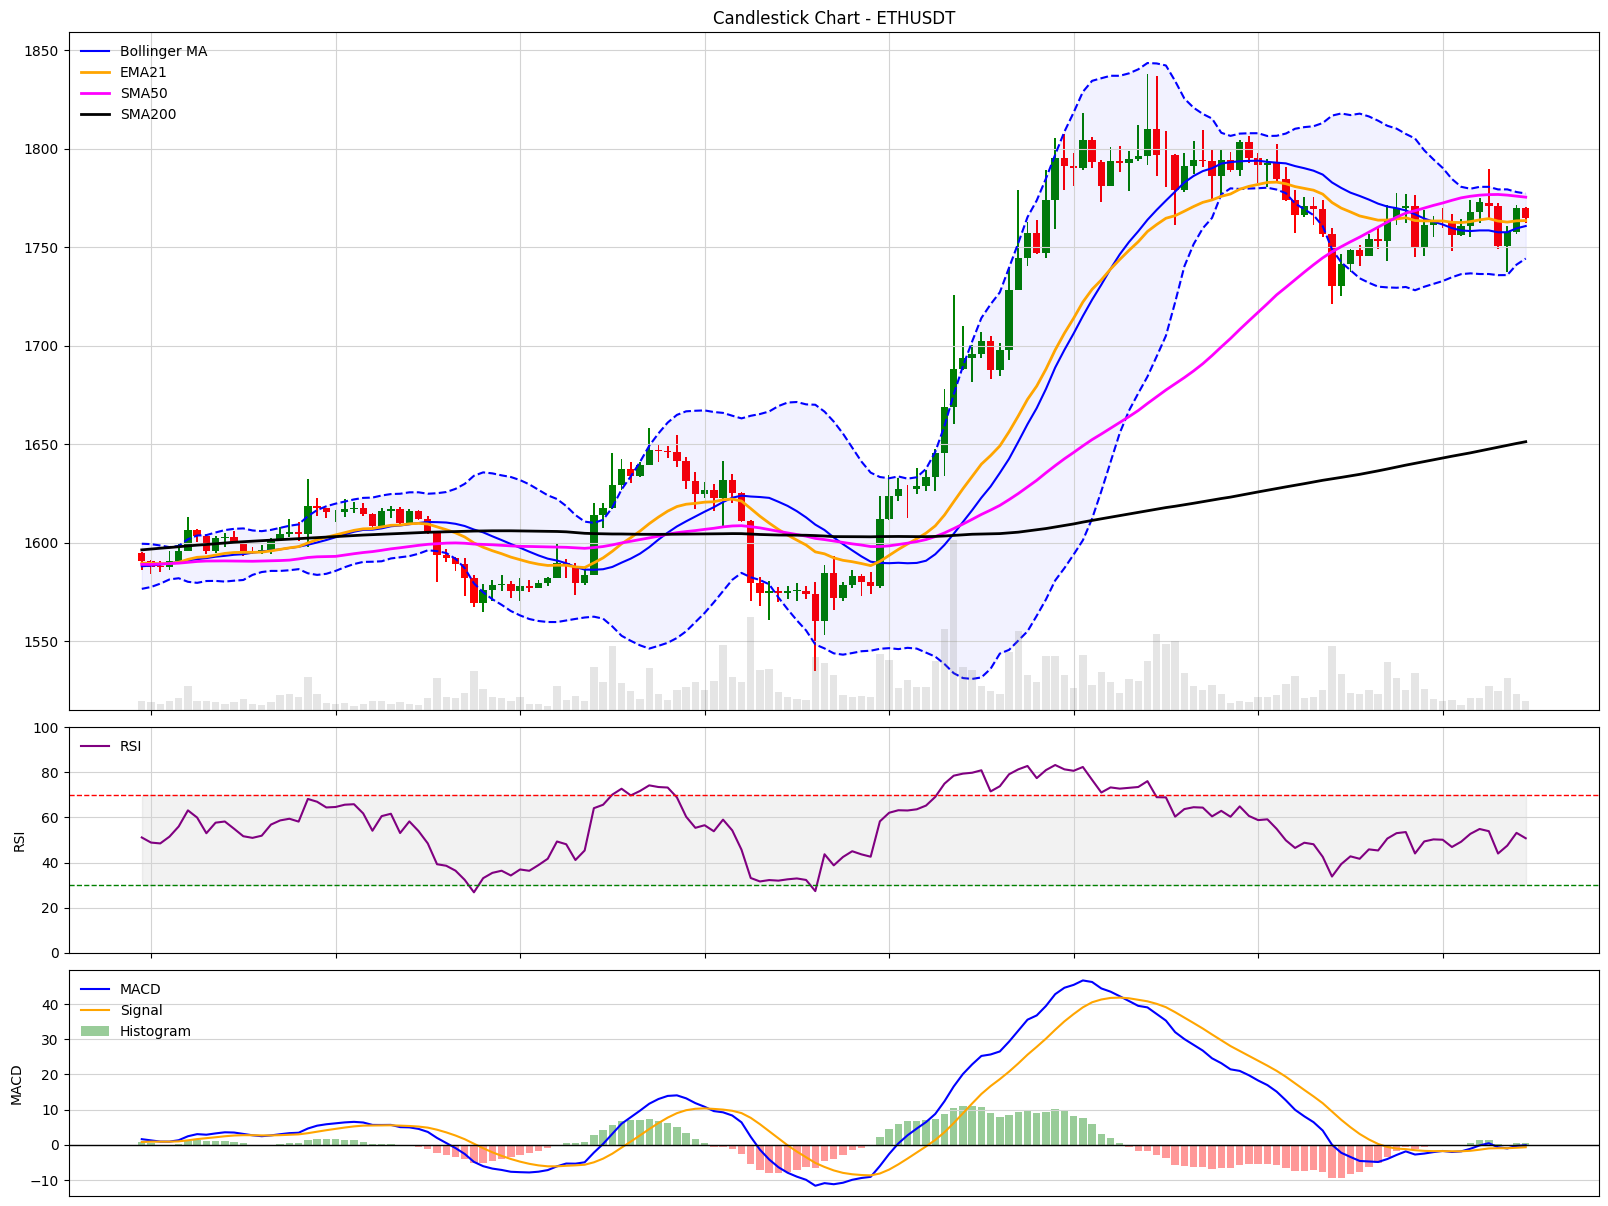 Candlestick Chart - ETHUSDT
Bollinger MA
EMA21
SMA50
SMA200
1850
1800
1750
1700
1650
1600
1550
RSI
100
80
60
40
20
0
RSI
MACD
Signal
Histogram
40
30
20
10
0
−10
MACD